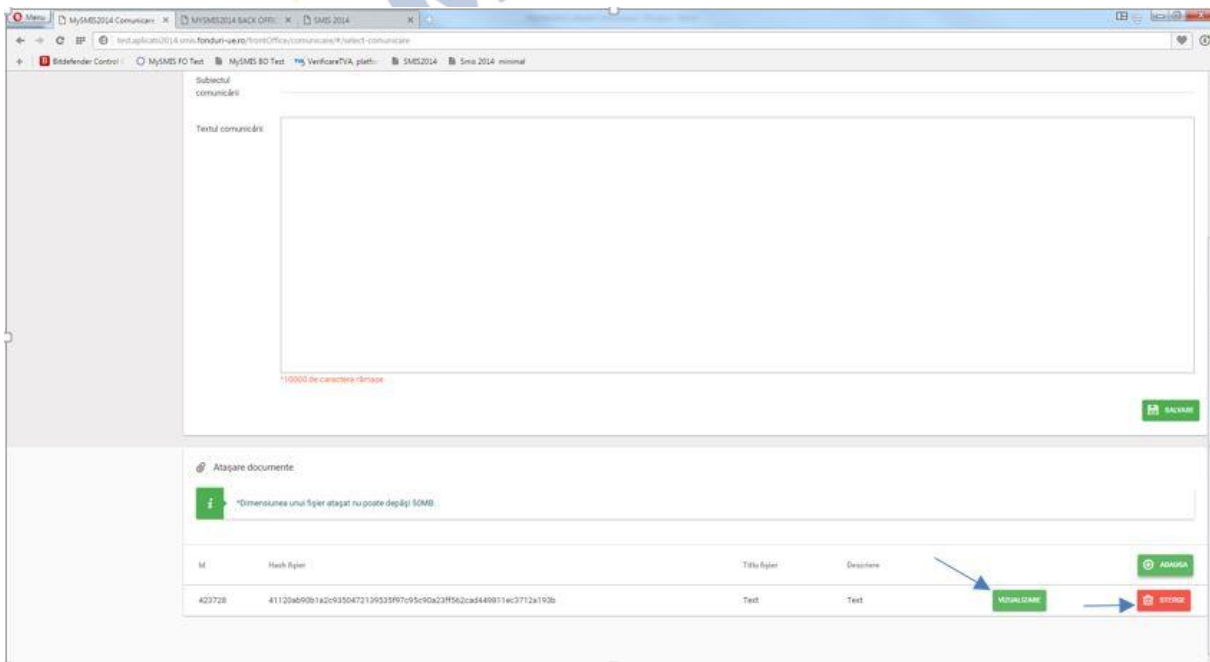 Menu MySMIS2014 Comunicare MYSMIS2014 BACK OFFI SMIS 2014
test.aplicatii2014.smis.fonduri-ue.ro/frontOffice/comunicare/#/select-comunicare
Bitdefender Control MySMIS FO Test MySMIS BO Test VerificareTVA, platf SMIS2014 Smis 2014 minimal
Subiectul
comunicării
Textul comunicării
*10000 de caractere rămase
SALVARE
Atașare documente
i *Dimensiunea unui fișier atașat nu poate depăși 50MB.
Id Hash fișier Titlu fișier Descriere ADAUGA
423728 Text Text VIZUALIZARE STERGE